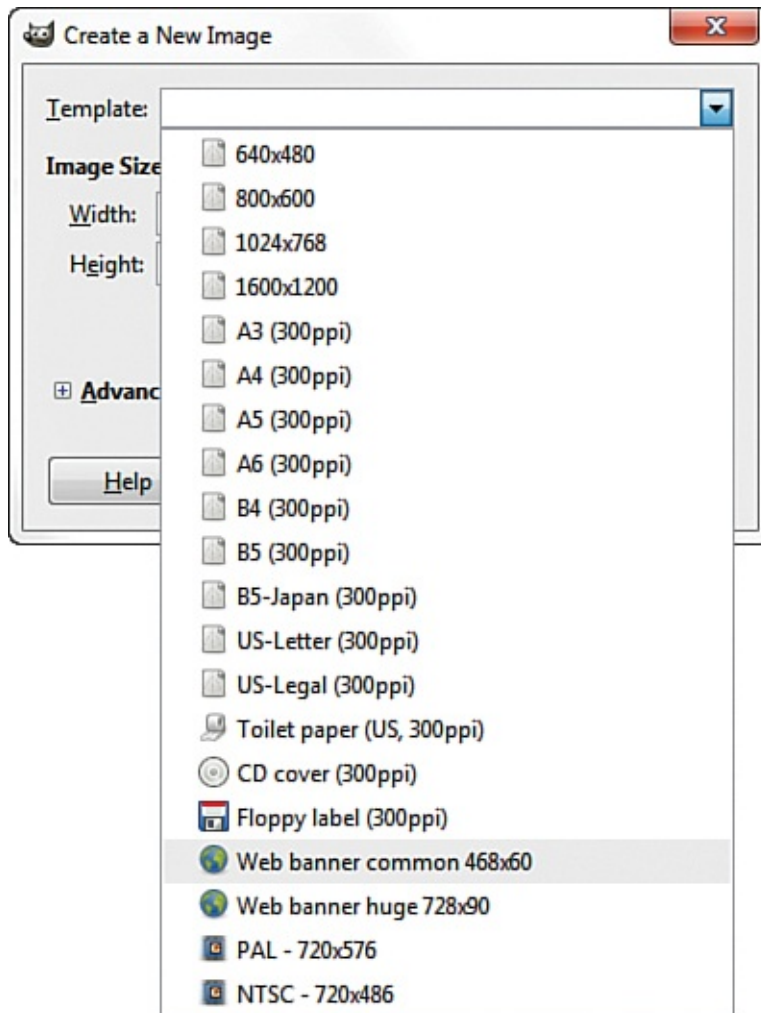 Create a New Image
Template:
640x480
800x600
Image Size
Width:
1024x768
Height:
1600x1200
A3 (300ppi)
A4 (300ppi)
Advanc
A5 (300ppi)
A6 (300ppi)
Help
B4 (300ppi)
B5 (300ppi)
B5-Japan (300ppi)
US-Letter (300ppi)
US-Legal (300ppi)
Toilet paper (US, 300ppi)
CD cover (300ppi)
Floppy label (300ppi)
Web banner common 468x60
Web banner huge 728x90
PAL - 720x576
NTSC - 720x486